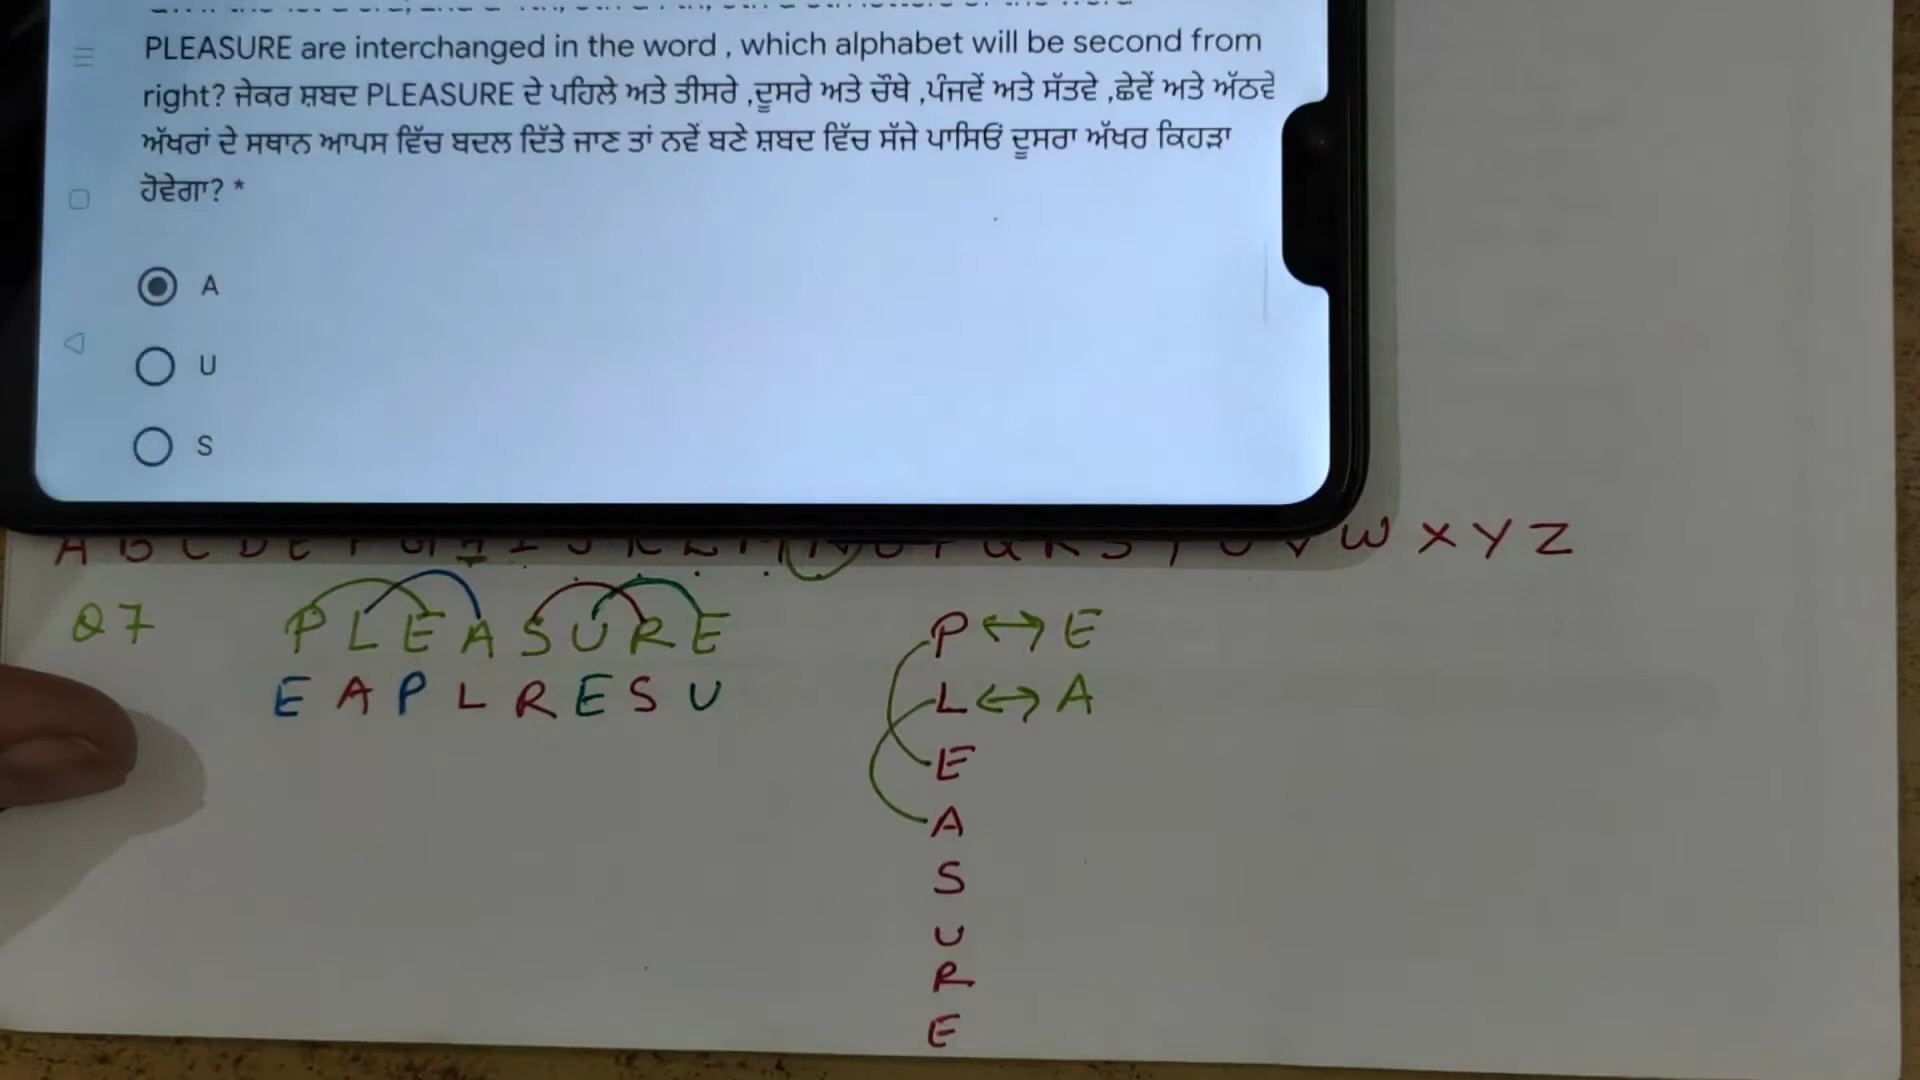 PLEASURE are interchanged in the word , which alphabet will be second from
right? ਜੇਕਰ ਸ਼ਬਦ PLEASURE ਦੇ ਪਹਿਲੇ ਅਤੇ ਤੀਸਰੇ ,ਦੂਸਰੇ ਅਤੇ ਚੌਥੇ ,ਪੰਜਵੇਂ ਅਤੇ ਸੱਤਵੇ ,ਛੇਵੇਂ ਅਤੇ ਅੱਠਵੇ
ਅੱਖਰਾਂ ਦੇ ਸਥਾਨ ਆਪਸ ਵਿੱਚ ਬਦਲ ਦਿੱਤੇ ਜਾਣ ਤਾਂ ਨਵੇਂ ਬਣੇ ਸ਼ਬਦ ਵਿੱਚ ਸੱਜੇ ਪਾਸਿਓਂ ਦੂਸਰਾ ਅੱਖਰ ਕਿਹੜਾ
ਹੋਵੇਗਾ? *
A
U
S
W X Y Z
Q7 PLEASURE
EAPLRESU
P ↔ E
L ↔ A
E
A
S
U
R
E